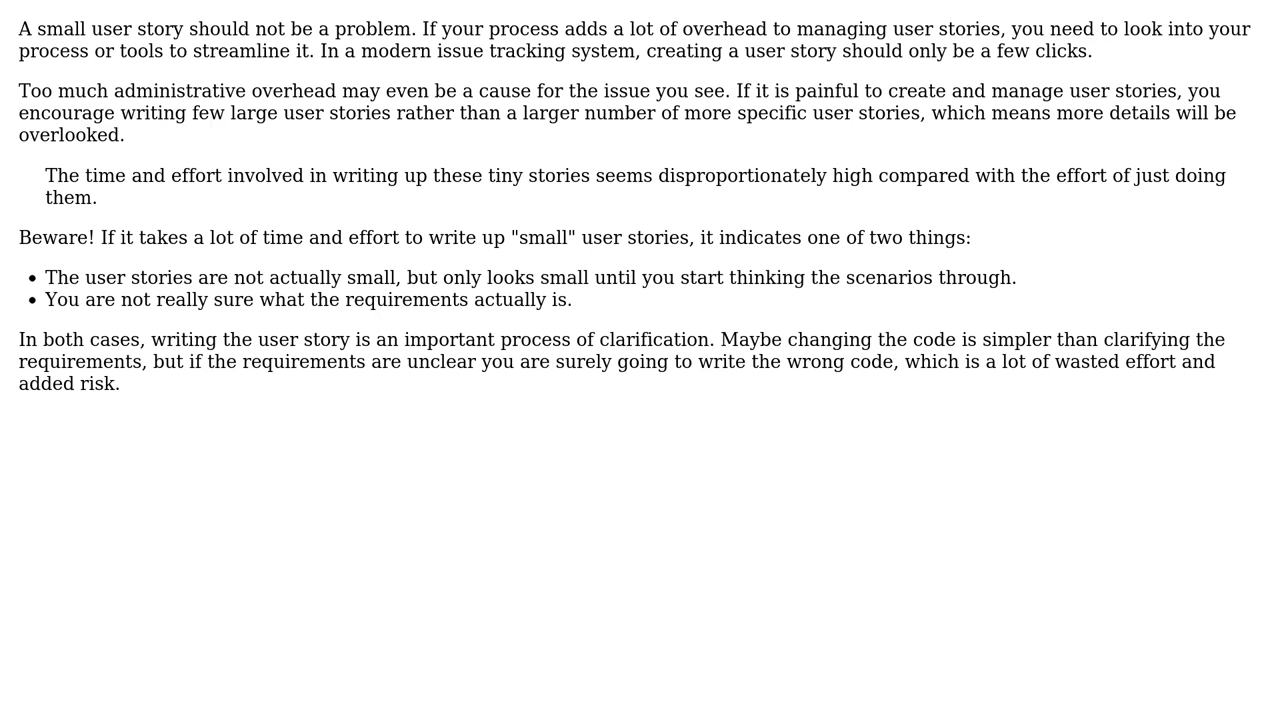 A small user story should not be a problem. If your process adds a lot of overhead to managing user stories, you need to look into your
process or tools to streamline it. In a modern issue tracking system, creating a user story should only be a few clicks.
Too much administrative overhead may even be a cause for the issue you see. If it is painful to create and manage user stories, you
encourage writing few large user stories rather than a larger number of more specific user stories, which means more details will be
overlooked.
The time and effort involved in writing up these tiny stories seems disproportionately high compared with the effort of just doing
them.
Beware! If it takes a lot of time and effort to write up "small" user stories, it indicates one of two things:
• The user stories are not actually small, but only looks small until you start thinking the scenarios through.
• You are not really sure what the requirements actually is.
In both cases, writing the user story is an important process of clarification. Maybe changing the code is simpler than clarifying the
requirements, but if the requirements are unclear you are surely going to write the wrong code, which is a lot of wasted effort and
added risk.